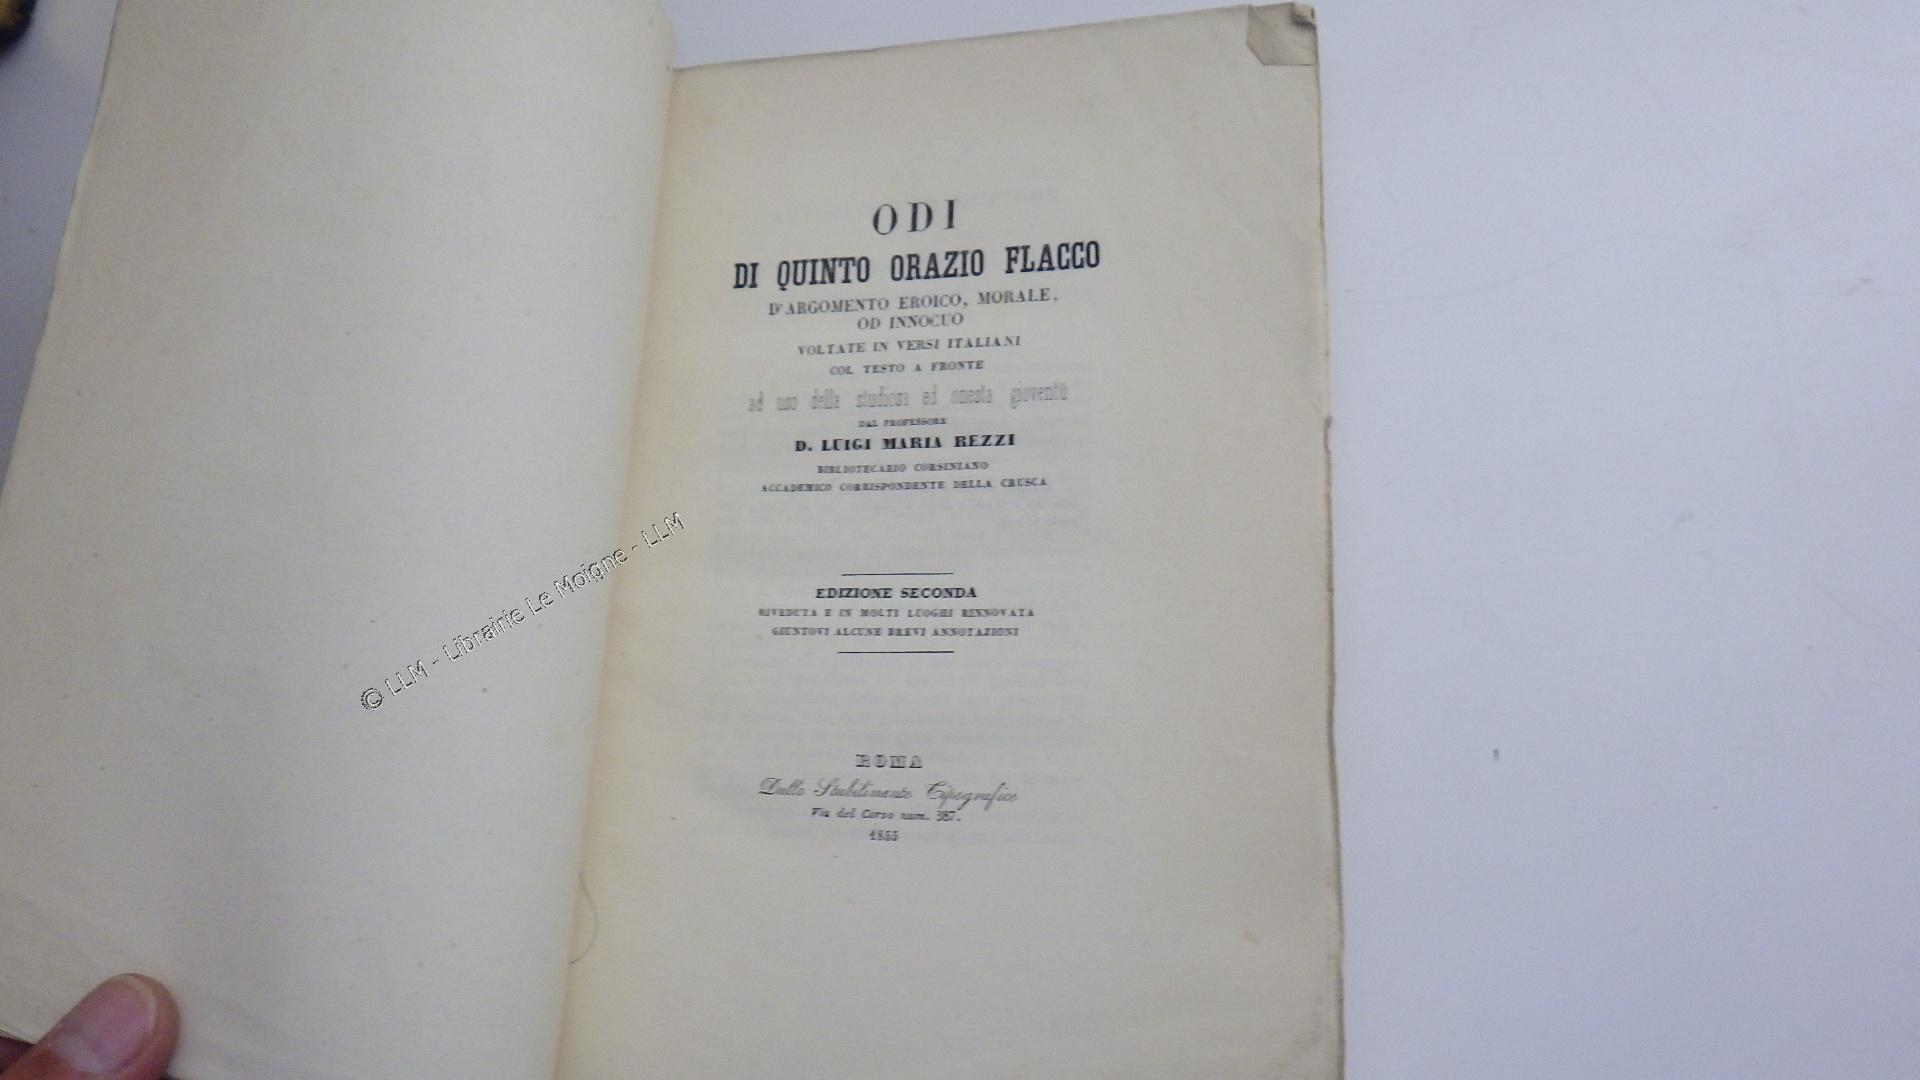 ODI
DI QUINTO ORAZIO FLACCO
D'ARGOMENTO EROICO, MORALE,
OD INNOCUO
VOLTATE IN VERSI ITALIANI
COL TESTO A FRONTE
ad uso della studiosa ed onesta gioventù
DAL PROFESSORE
D. LUIGI MARIA REZZI
BIBLIOTECARIO CORSINIANO
ACCADEMICO CORRISPONDENTE DELLA CRUSCA
EDIZIONE SECONDA
RIVEDUTA E IN MOLTI LUOGHI RINNOVATA
GIUNTOVI ALCUNE BREVI ANNOTAZIONI
ROMA
Dallo Stabilimento Tipografico
Via del Corso num. 387.
1855
© LLM - Librairie Le Moigne - LLM